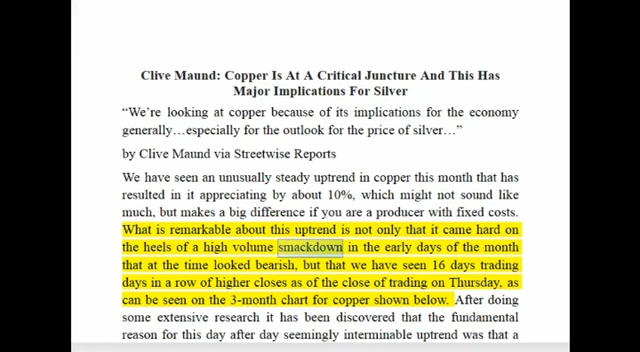 Clive Maund: Copper Is At A Critical Juncture And This Has
Major Implications For Silver
“We’re looking at copper because of its implications for the economy
generally…especially for the outlook for the price of silver…”
by Clive Maund via Streetwise Reports
We have seen an unusually steady uptrend in copper this month that has
resulted in it appreciating by about 10%, which might not sound like
much, but makes a big difference if you are a producer with fixed costs.
What is remarkable about this uptrend is not only that it came hard on
the heels of a high volume smackdown in the early days of the month
that at the time looked bearish, but that we have seen 16 days trading
days in a row of higher closes as of the close of trading on Thursday, as
can be seen on the 3-month chart for copper shown below. After doing
some extensive research it has been discovered that the fundamental
reason for this day after day seemingly interminable uptrend was that a